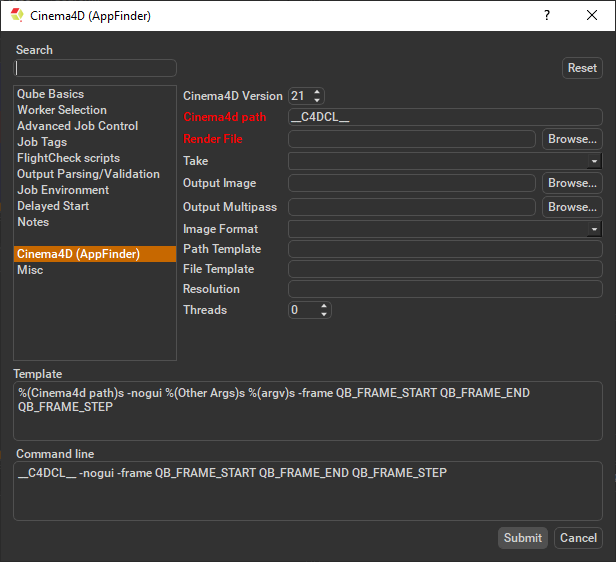 Cinema4D (AppFinder)
?
Search
Reset
Qube Basics
Worker Selection
Advanced Job Control
Job Tags
FlightCheck scripts
Output Parsing/Validation
Job Environment
Delayed Start
Notes
Cinema4D (AppFinder)
Misc
Cinema4D Version 21
Cinema4d path __C4DCL__
Render File Browse...
Take
Output Image Browse...
Output Multipass Browse...
Image Format
Path Template
File Template
Resolution
Threads 0
Template
%(Cinema4d path)s -nogui %(Other Args)s %(argv)s -frame QB_FRAME_START QB_FRAME_END
QB_FRAME_STEP
Command line
__C4DCL__ -nogui -frame QB_FRAME_START QB_FRAME_END QB_FRAME_STEP
Submit Cancel